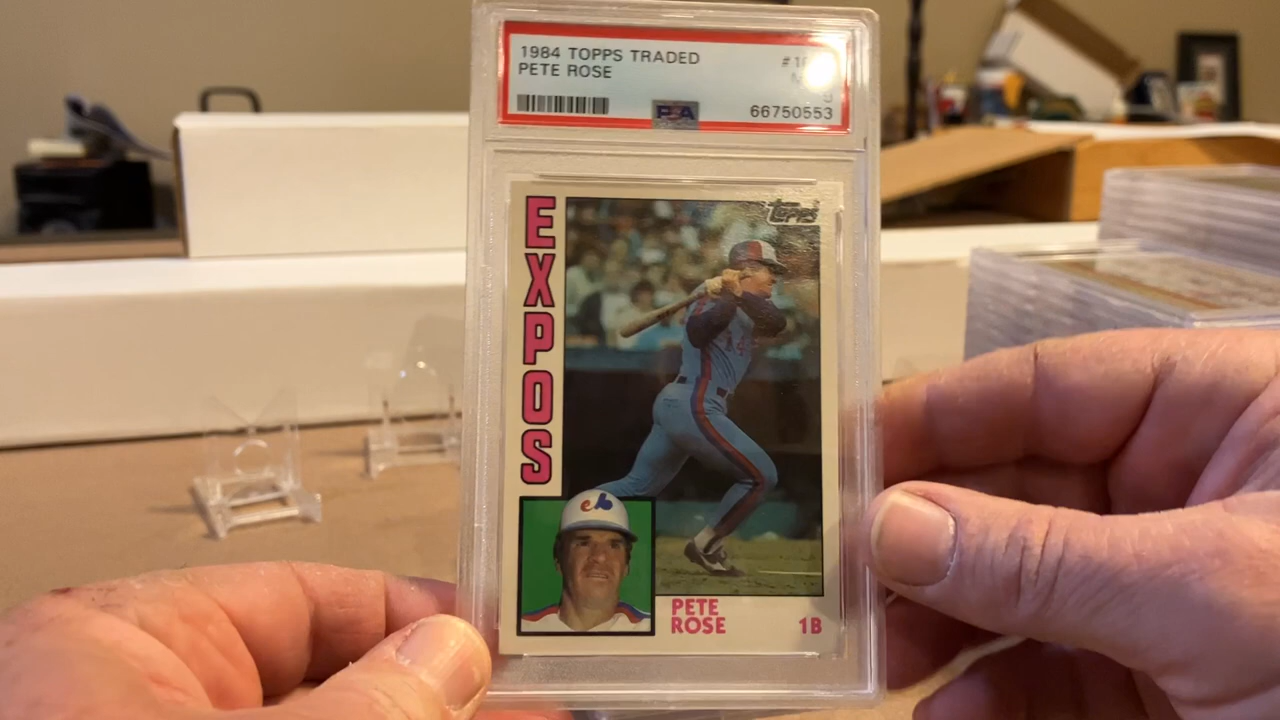 1984 TOPPS TRADED
PETE ROSE
PSA
66750553
Topps
EXPOS
PETE
ROSE
1B